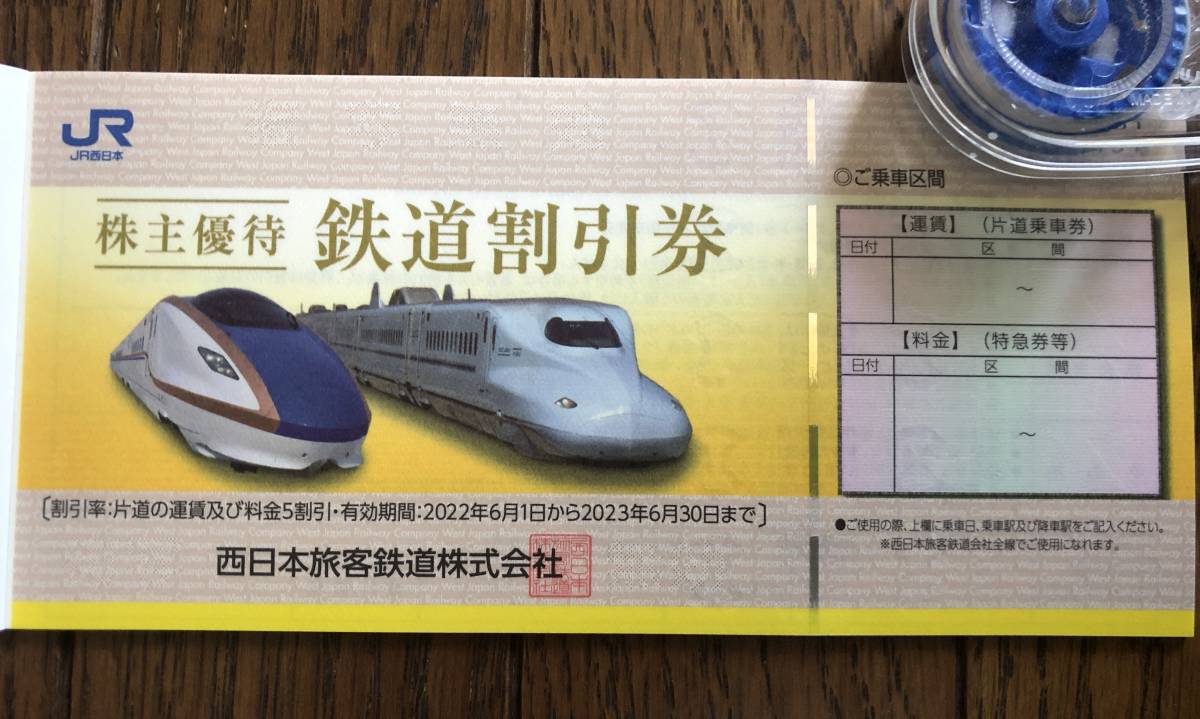 JR
JR西日本
株主優待 鉄道割引券
〔割引率:片道の運賃及び料金5割引・有効期間:2022年6月1日から2023年6月30日まで〕
西日本旅客鉄道株式会社
◎ご乗車区間
【運賃】(片道乗車券)
日付 区 間
~
【料金】(特急券等)
日付 区 間
~
●ご使用の際、上欄に乗車日、乗車駅及び降車駅をご記入ください。
※西日本旅客鉄道会社全線でご使用になれます。
West Japan Railway Company
MADE IN